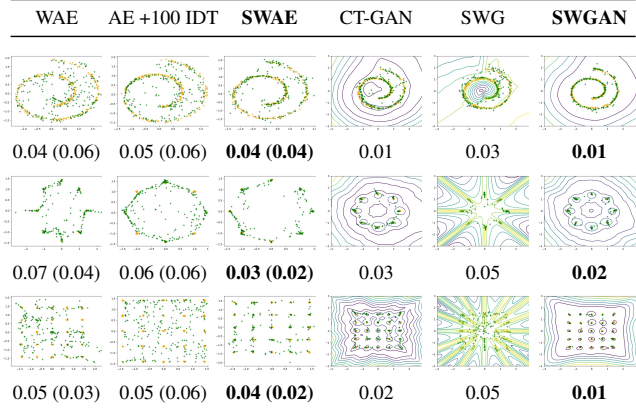 WAE AE +100 IDT SWAE CT-GAN SWG SWGAN
0.04 (0.06) 0.05 (0.06) 0.04 (0.04) 0.01 0.03 0.01
0.07 (0.04) 0.06 (0.06) 0.03 (0.02) 0.03 0.05 0.02
0.05 (0.03) 0.05 (0.06) 0.04 (0.02) 0.02 0.05 0.01